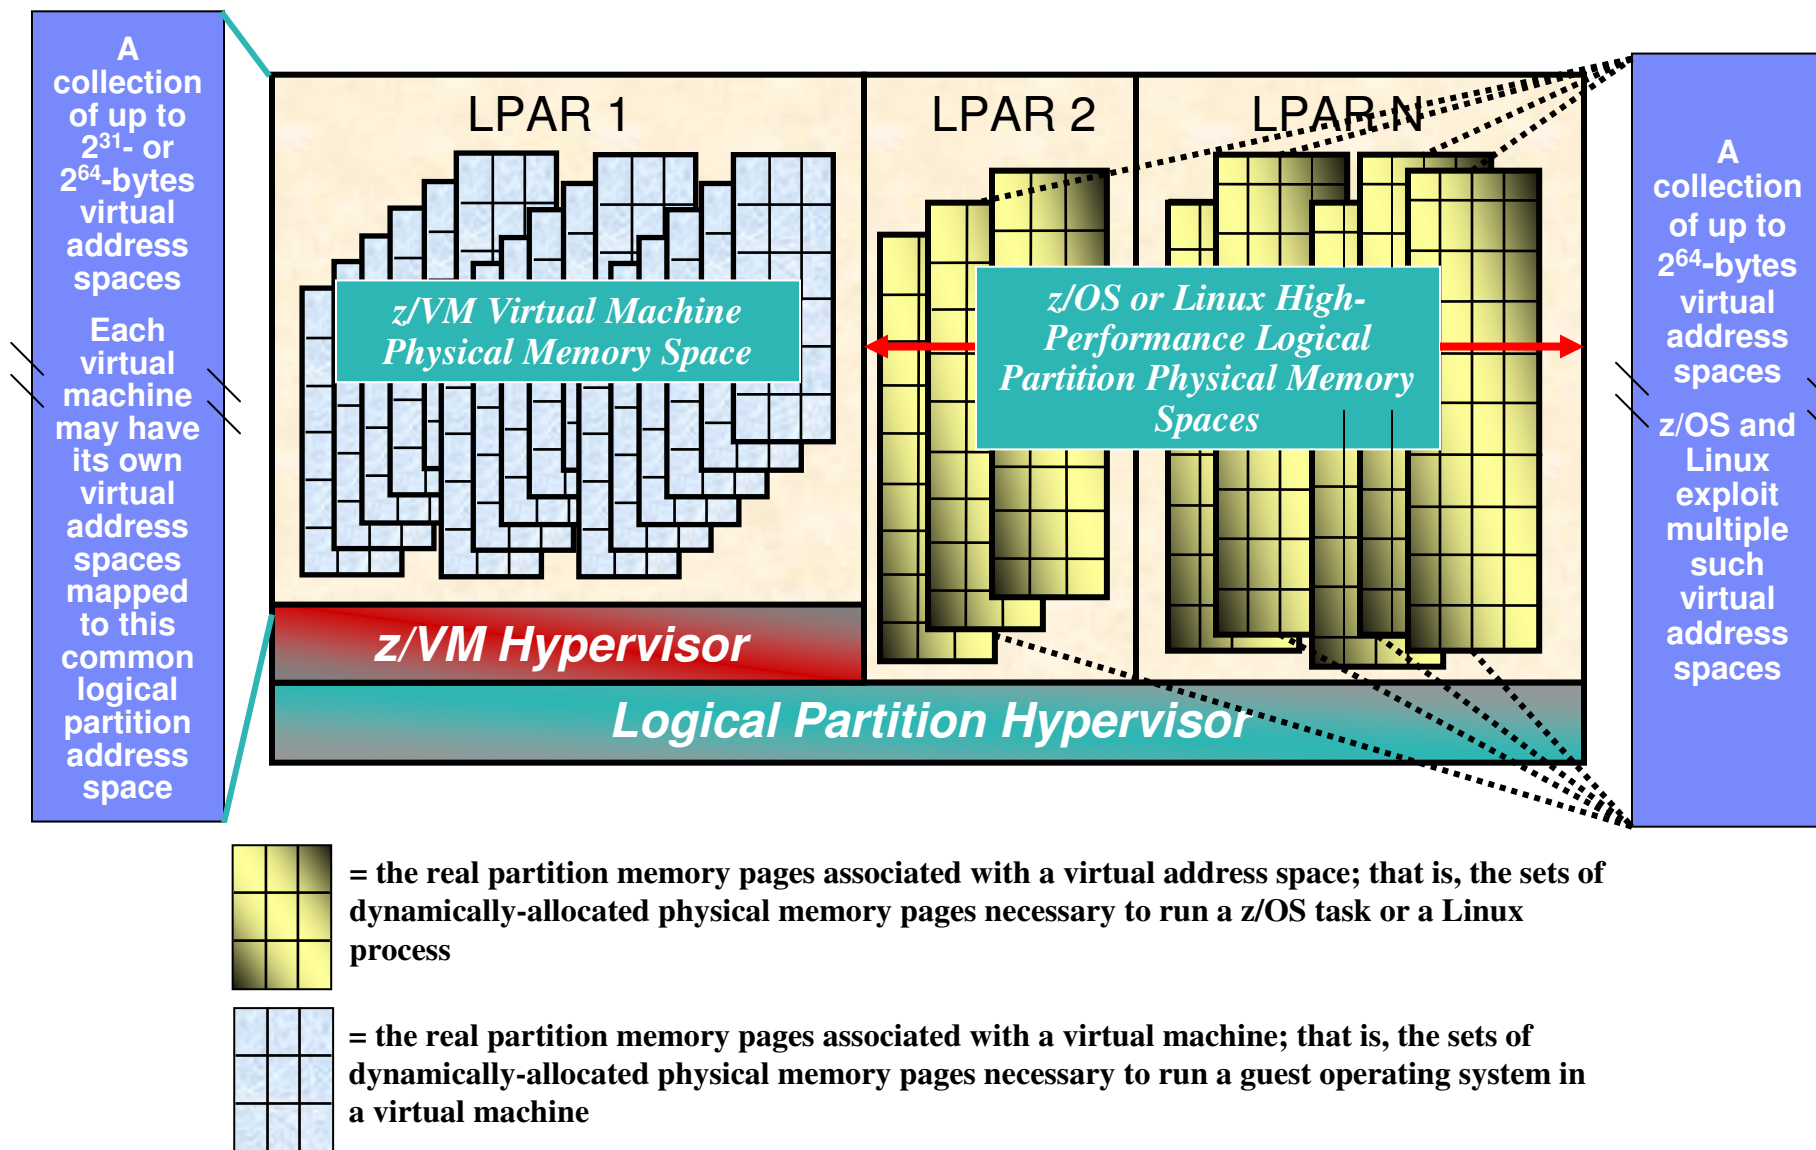 A
collection
of up to
2³¹- or
2⁶⁴-bytes
virtual
address
spaces
Each
virtual
machine
may have
its own
virtual
address
spaces
mapped
to this
common
logical
partition
address
space
LPAR 1
LPAR 2
LPAR N
z/VM Virtual Machine
Physical Memory Space
z/OS or Linux High-
Performance Logical
Partition Physical Memory
Spaces
z/VM Hypervisor
Logical Partition Hypervisor
A
collection
of up to
2⁶⁴-bytes
virtual
address
spaces
z/OS and
Linux
exploit
multiple
such
virtual
address
spaces
= the real partition memory pages associated with a virtual address space; that is, the sets of
dynamically-allocated physical memory pages necessary to run a z/OS task or a Linux
process
= the real partition memory pages associated with a virtual machine; that is, the sets of
dynamically-allocated physical memory pages necessary to run a guest operating system in
a virtual machine